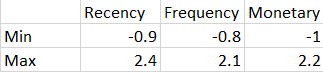 Recency Frequency Monetary
Min -0.9 -0.8 -1
Max 2.4 2.1 2.2